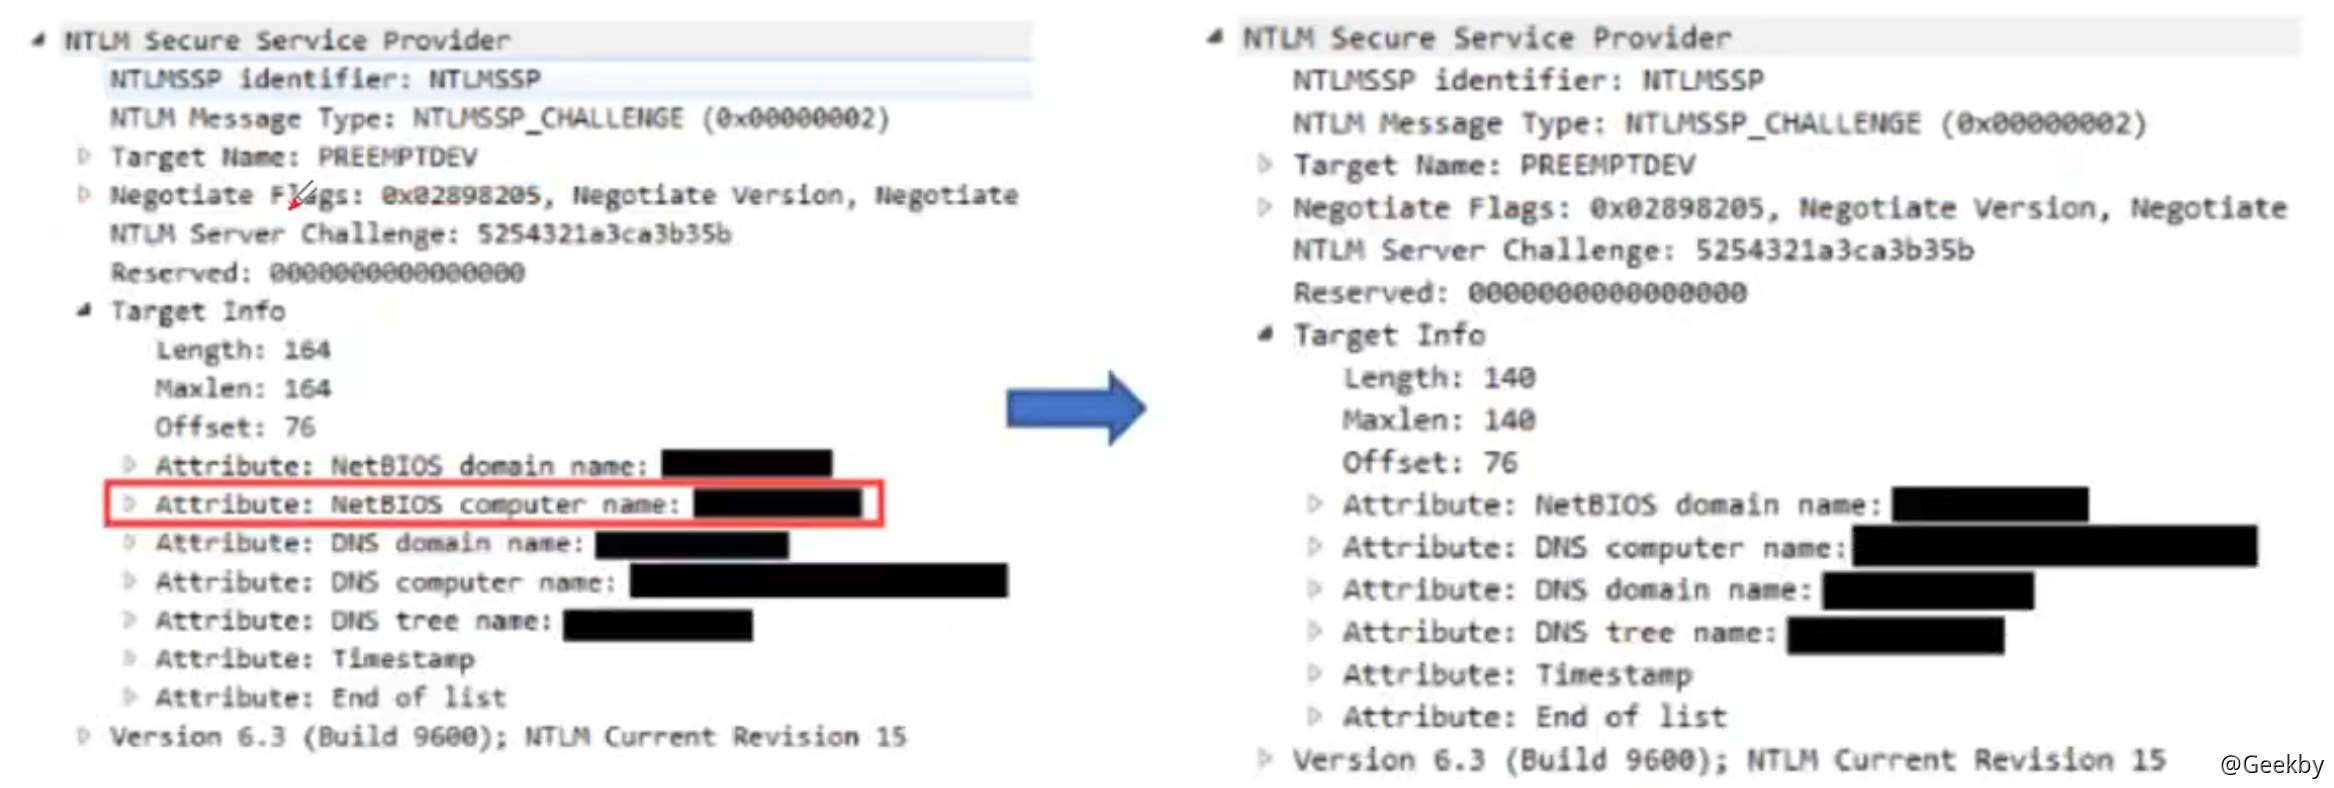 NTLM Secure Service Provider
NTLMSSP identifier: NTLMSSP
NTLM Message Type: NTLMSSP_CHALLENGE (0x00000002)
Target Name: PREEMPTDEV
Negotiate Flags: 0x02898205, Negotiate Version, Negotiate
NTLM Server Challenge: 5254321a3ca3b35b
Reserved: 0000000000000000
Target Info
Length: 164
Maxlen: 164
Offset: 76
Attribute: NetBIOS domain name:
Attribute: NetBIOS computer name:
Attribute: DNS domain name:
Attribute: DNS computer name:
Attribute: DNS tree name:
Attribute: Timestamp
Attribute: End of list
Version 6.3 (Build 9600); NTLM Current Revision 15
NTLM Secure Service Provider
NTLMSSP identifier: NTLMSSP
NTLM Message Type: NTLMSSP_CHALLENGE (0x00000002)
Target Name: PREEMPTDEV
Negotiate Flags: 0x02898205, Negotiate Version, Negotiate
NTLM Server Challenge: 5254321a3ca3b35b
Reserved: 0000000000000000
Target Info
Length: 140
Maxlen: 140
Offset: 76
Attribute: NetBIOS domain name:
Attribute: DNS computer name:
Attribute: DNS domain name:
Attribute: DNS tree name:
Attribute: Timestamp
Attribute: End of list
Version 6.3 (Build 9600); NTLM Current Revision 15
@Geekby